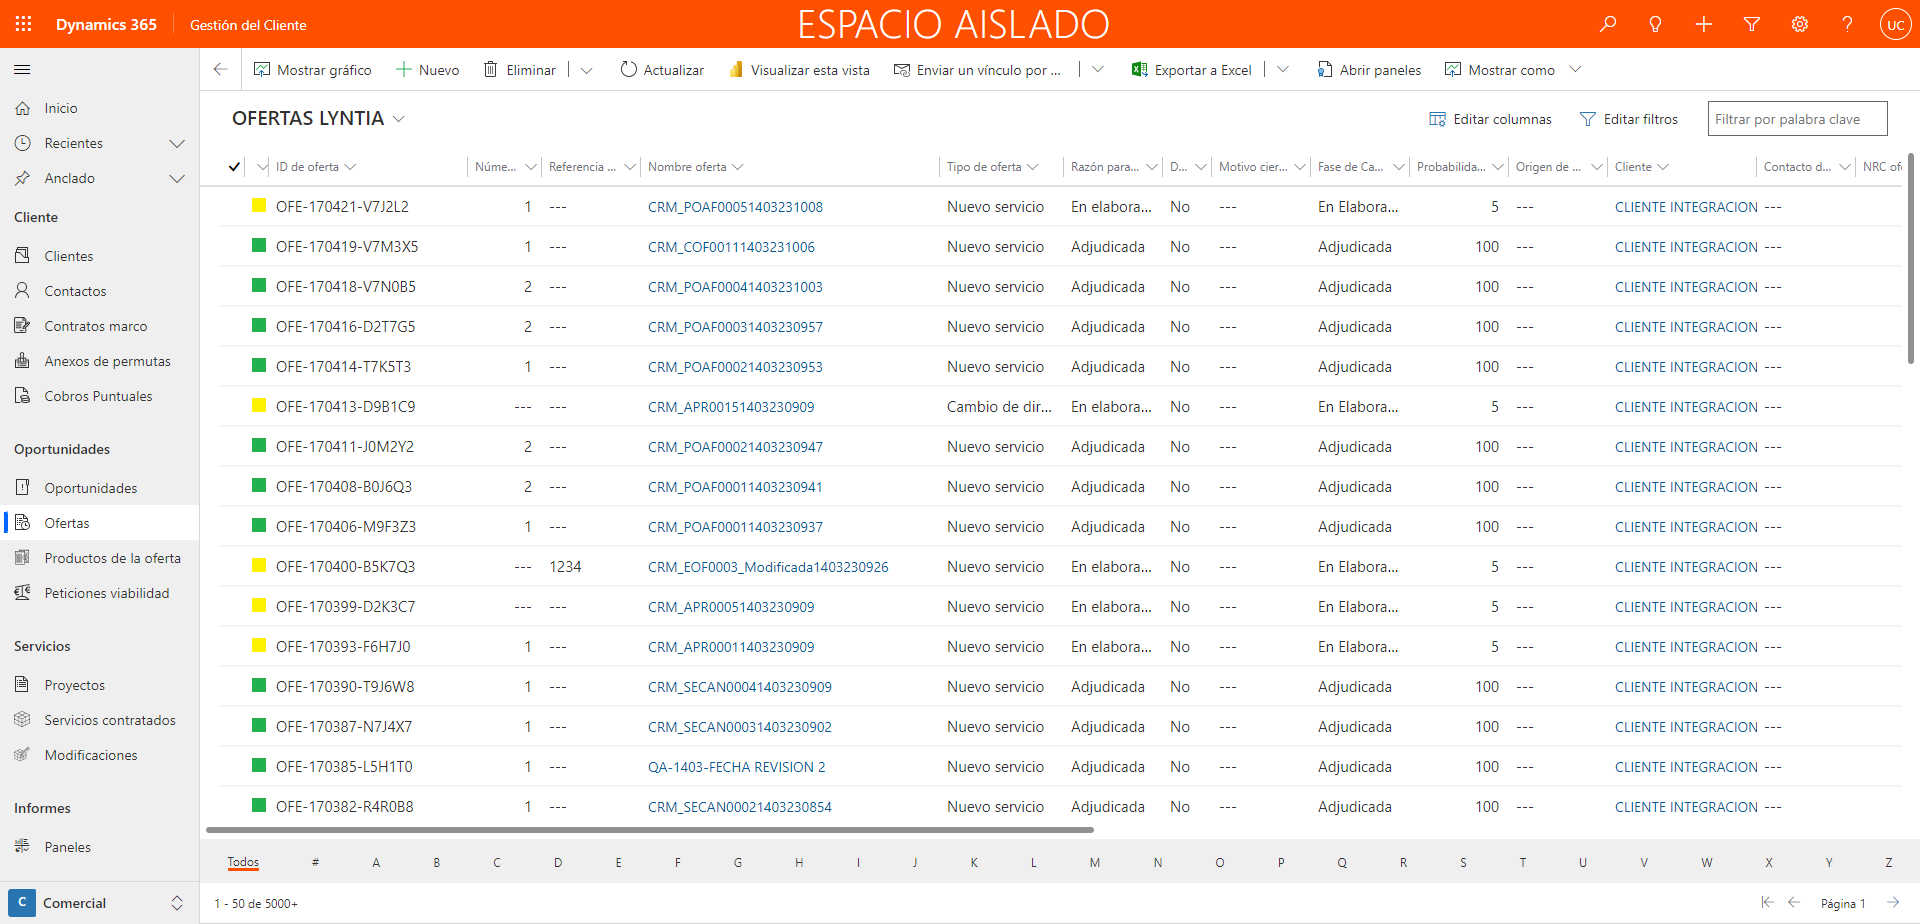 Dynamics 365 Gestión del Cliente ESPACIO AISLADO UC
Mostrar gráfico Nuevo Eliminar Actualizar Visualizar esta vista Enviar un vínculo por ... Exportar a Excel Abrir paneles Mostrar como
Inicio
Recientes
Anclado
Cliente
Clientes
Contactos
Contratos marco
Anexos de permutas
Cobros Puntuales
Oportunidades
Oportunidades
Ofertas
Productos de la oferta
Peticiones viabilidad
Servicios
Proyectos
Servicios contratados
Modificaciones
Informes
Paneles
C Comercial
OFERTAS LYNTIA Editar columnas Editar filtros Filtrar por palabra clave
ID de oferta Núme... Referencia ... Nombre oferta Tipo de oferta Razón para... D... Motivo cier... Fase de Ca... Probabilida... Origen de ... Cliente Contacto d... NRC of
OFE-170421-V7J2L2 1 --- CRM_POAF00051403231008 Nuevo servicio En elabora... No --- En Elabora... 5 --- CLIENTE INTEGRACION ---
OFE-170419-V7M3X5 1 --- CRM_COF00111403231006 Nuevo servicio Adjudicada No --- Adjudicada 100 --- CLIENTE INTEGRACION ---
OFE-170418-V7N0B5 2 --- CRM_POAF00041403231003 Nuevo servicio Adjudicada No --- Adjudicada 100 --- CLIENTE INTEGRACION ---
OFE-170416-D2T7G5 2 --- CRM_POAF00031403230957 Nuevo servicio Adjudicada No --- Adjudicada 100 --- CLIENTE INTEGRACION ---
OFE-170414-T7K5T3 1 --- CRM_POAF00021403230953 Nuevo servicio Adjudicada No --- Adjudicada 100 --- CLIENTE INTEGRACION ---
OFE-170413-D9B1C9 --- --- CRM_APR00151403230909 Cambio de dir... En elabora... No --- En Elabora... 5 --- CLIENTE INTEGRACION ---
OFE-170411-J0M2Y2 2 --- CRM_POAF00021403230947 Nuevo servicio Adjudicada No --- Adjudicada 100 --- CLIENTE INTEGRACION ---
OFE-170408-B0J6Q3 2 --- CRM_POAF00011403230941 Nuevo servicio Adjudicada No --- Adjudicada 100 --- CLIENTE INTEGRACION ---
OFE-170406-M9F3Z3 1 --- CRM_POAF00011403230937 Nuevo servicio Adjudicada No --- Adjudicada 100 --- CLIENTE INTEGRACION ---
OFE-170400-B5K7Q3 --- 1234 CRM_EOF0003_Modificada1403230926 Nuevo servicio En elabora... No --- En Elabora... 5 --- CLIENTE INTEGRACION ---
OFE-170399-D2K3C7 --- --- CRM_APR00051403230909 Nuevo servicio En elabora... No --- En Elabora... 5 --- CLIENTE INTEGRACION ---
OFE-170393-F6H7J0 1 --- CRM_APR00011403230909 Nuevo servicio En elabora... No --- En Elabora... 5 --- CLIENTE INTEGRACION ---
OFE-170390-T9J6W8 1 --- CRM_SECAN00041403230909 Nuevo servicio Adjudicada No --- Adjudicada 100 --- CLIENTE INTEGRACION ---
OFE-170387-N7J4X7 1 --- CRM_SECAN00031403230902 Nuevo servicio Adjudicada No --- Adjudicada 100 --- CLIENTE INTEGRACION ---
OFE-170385-L5H1T0 1 --- QA-1403-FECHA REVISION 2 Nuevo servicio Adjudicada No --- Adjudicada 100 --- CLIENTE INTEGRACION ---
OFE-170382-R4R0B8 1 --- CRM_SECAN00021403230854 Nuevo servicio Adjudicada No --- Adjudicada 100 --- CLIENTE INTEGRACION ---
Todos # A B C D E F G H I J K L M N O P Q R S T U V W X Y Z
1 - 50 de 5000+ Página 1